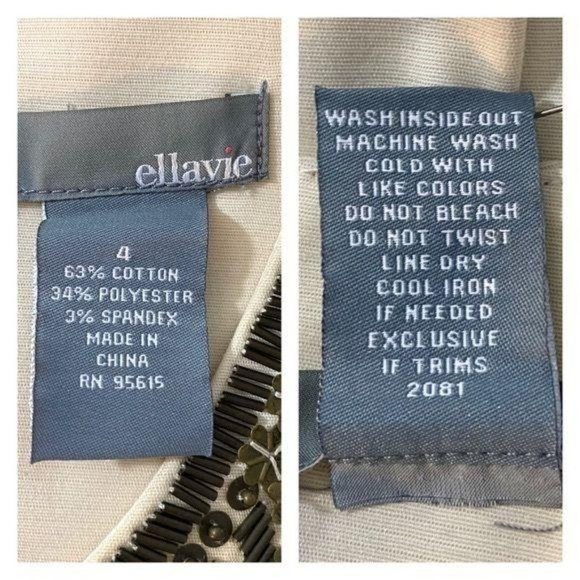 ellavie
4
63% COTTON
34% POLYESTER
3% SPANDEX
MADE IN
CHINA
RN 95615
WASH INSIDE OUT
MACHINE WASH
COLD WITH
LIKE COLORS
DO NOT BLEACH
DO NOT TWIST
LINE DRY
COOL IRON
IF NEEDED
EXCLUSIVE
IF TRIMS
2081